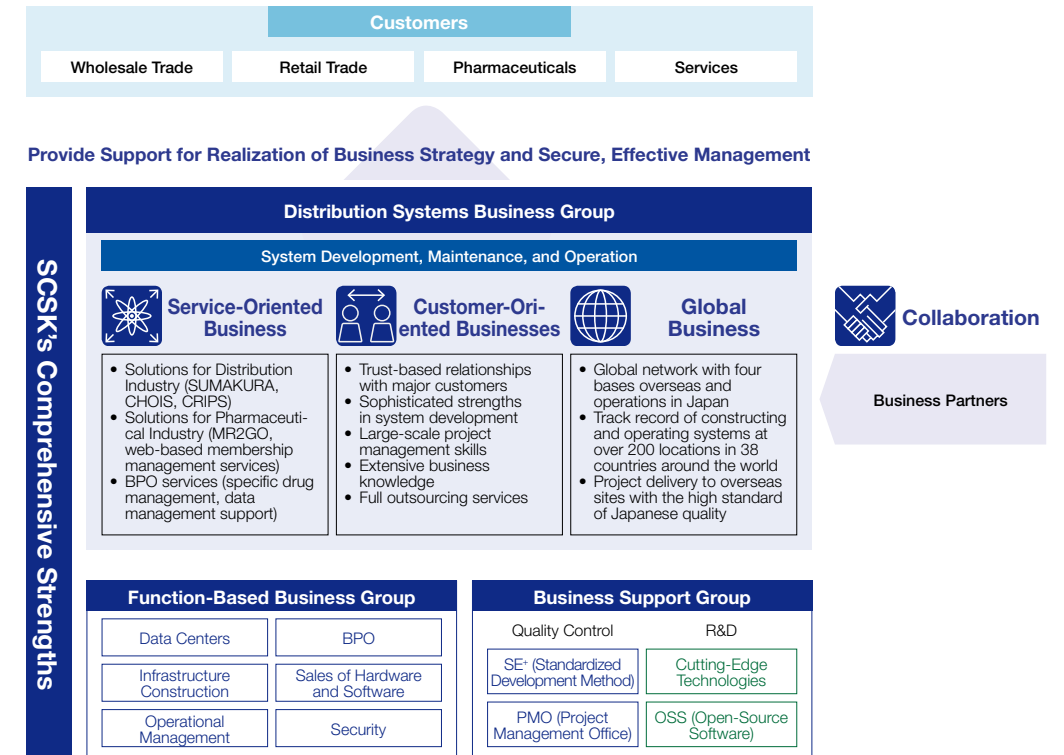 Customers
Wholesale Trade
Retail Trade
Pharmaceuticals
Services
Provide Support for Realization of Business Strategy and Secure, Effective Management
SCSK's Comprehensive Strengths
Distribution Systems Business Group
System Development, Maintenance, and Operation
Service-Oriented
Business
• Solutions for Distribution
Industry (SUMAKURA,
CHOIS, CRIPS)
• Solutions for Pharmaceuti-
cal Industry (MR2GO,
web-based membership
management services)
• BPO services (specific drug
management, data
management support)
Customer-Ori-
ented Businesses
• Trust-based relationships
with major customers
• Sophisticated strengths
in system development
• Large-scale project
management skills
• Extensive business
knowledge
• Full outsourcing services
Global
Business
• Global network with four
bases overseas and
operations in Japan
• Track record of constructing
and operating systems at
over 200 locations in 38
countries around the world
• Project delivery to overseas
sites with the high standard
of Japanese quality
Collaboration
Business Partners
Function-Based Business Group
Data Centers
BPO
Infrastructure
Construction
Sales of Hardware
and Software
Operational
Management
Security
Business Support Group
Quality Control
R&D
SE+ (Standardized
Development Method)
Cutting-Edge
Technologies
PMO (Project
Management Office)
OSS (Open-Source
Software)